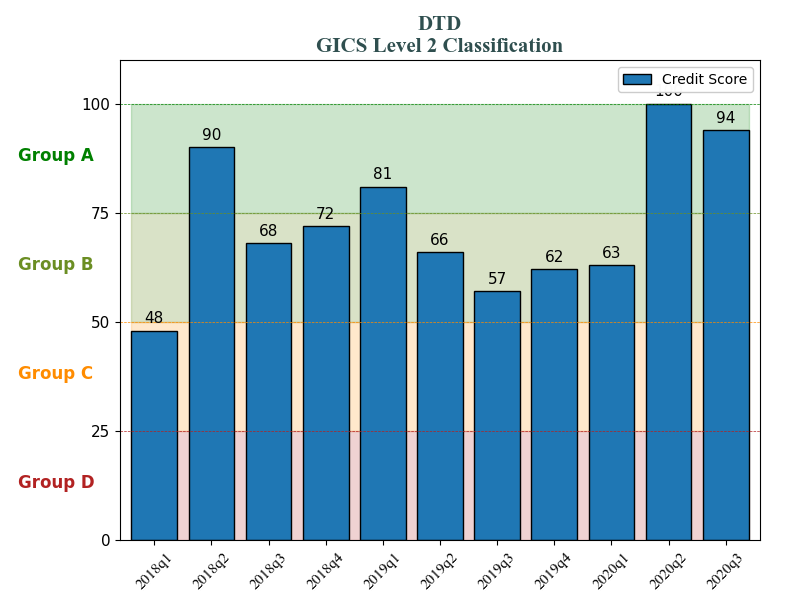 DTD
GICS Level 2 Classification
Credit Score
100
94
90
81
72
68
66
63
62
57
48
100
75
50
25
0
Group A
Group B
Group C
Group D
2018q1
2018q2
2018q3
2018q4
2019q1
2019q2
2019q3
2019q4
2020q1
2020q2
2020q3